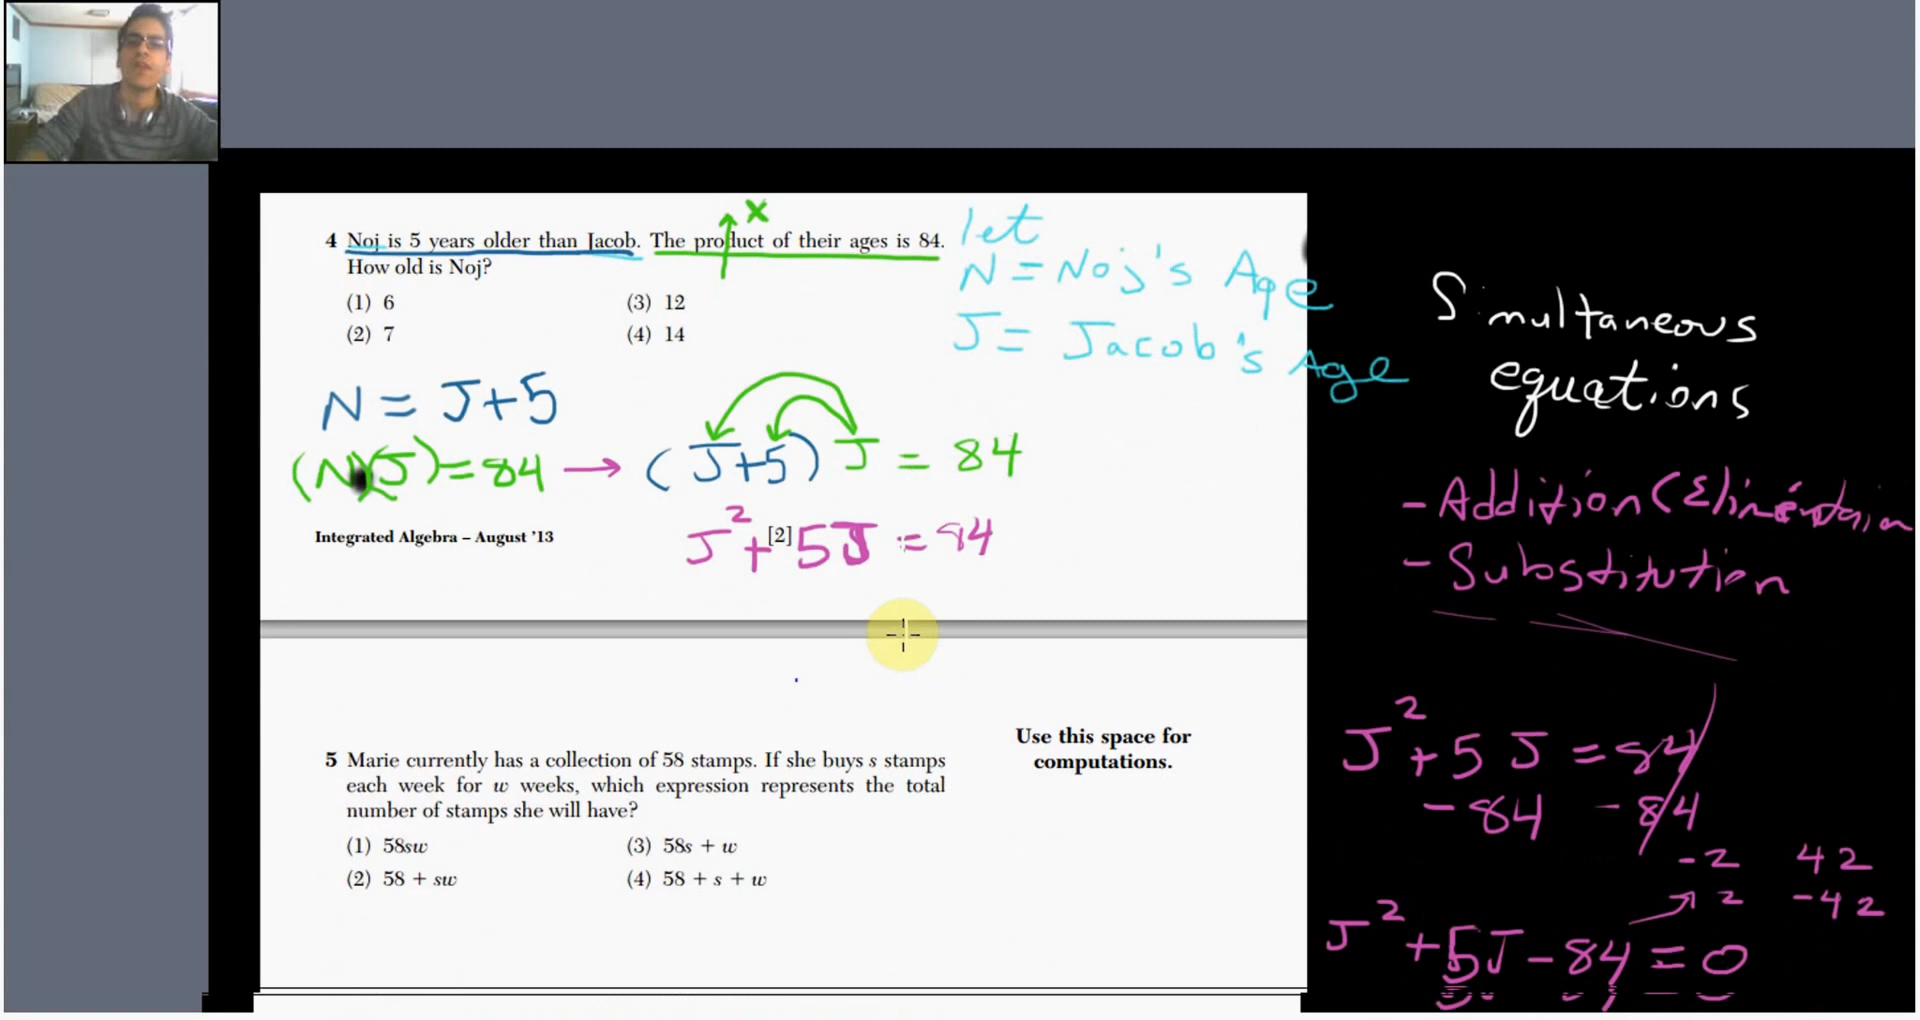 4 Noj is 5 years older than Jacob. The product of their ages is 84.
How old is Noj?
(1) 6
(2) 7
(3) 12
(4) 14
x
let
N = Noj's Age
J = Jacob's Age
N = J+5
(N)(J) = 84 → (J+5) J = 84
J² + 5J = 84
[2]
Integrated Algebra – August '13
5 Marie currently has a collection of 58 stamps. If she buys s stamps
each week for w weeks, which expression represents the total
number of stamps she will have?
(1) 58sw
(2) 58 + sw
(3) 58s + w
(4) 58 + s + w
Use this space for
computations.
Simultaneous
equations
- Addition (
- Substitution
J² + 5J = 84
- 84 - 84
-2 42
2 -42
J² + 5J - 84 = 0